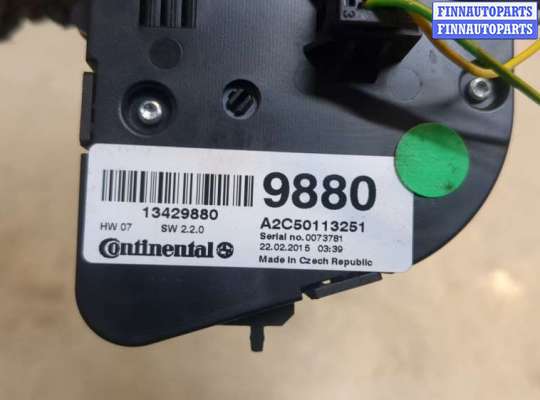 FINNAUTOPARTS
FINNAUTOPARTS
3
9880
13429880
A2C50113251
HW 07 SW 2.2.0
Serial no.0073781
22.02.2015 03:39
Continental
Made in Czech Republic